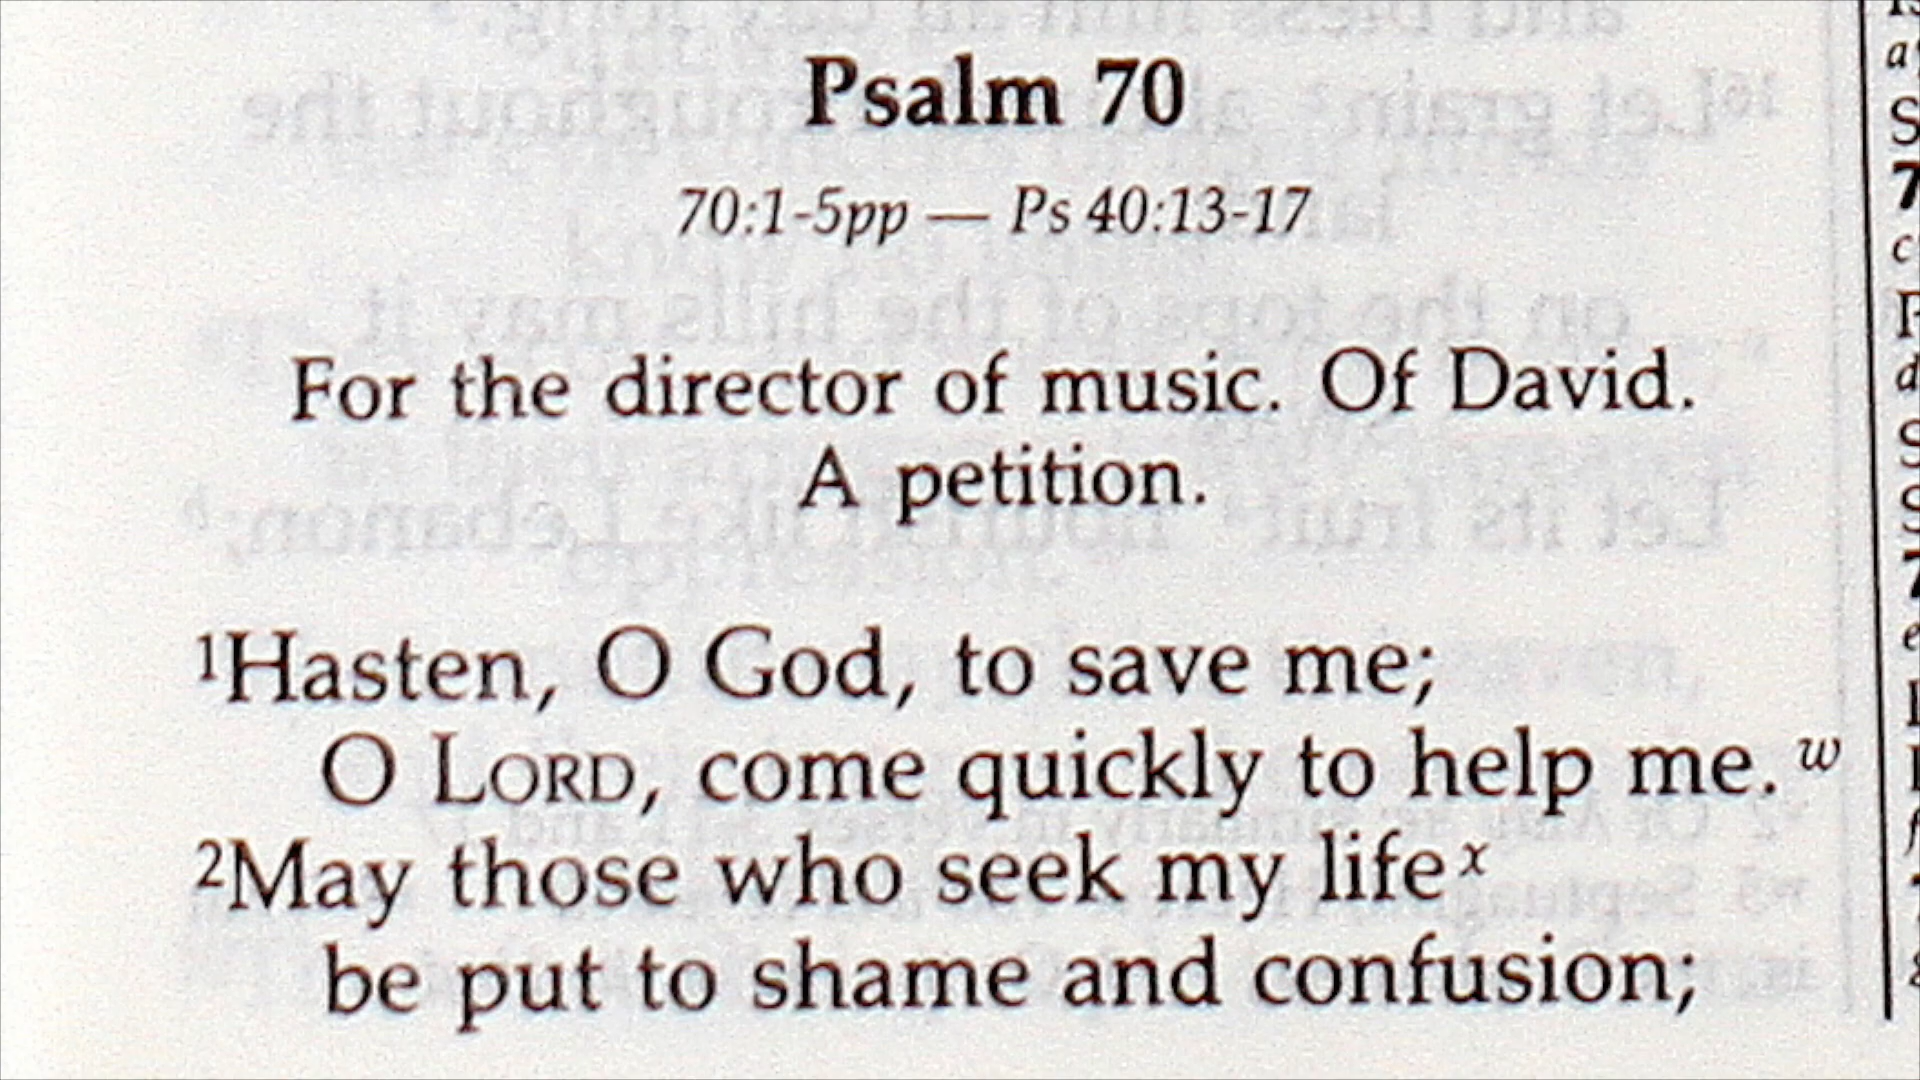 Psalm 70
70:1-5pp — Ps 40:13-17
For the director of music. Of David.
A petition.
1Hasten, O God, to save me;
O LORD, come quickly to help me. w
2May those who seek my life x
be put to shame and confusion;